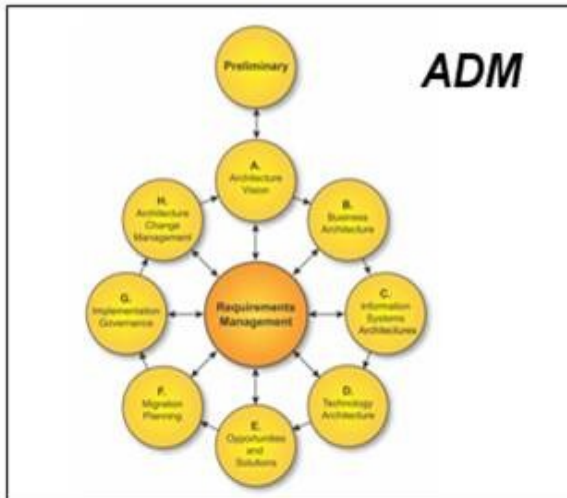 ADM
Preliminary
A.
Architecture
Vision
B.
Business
Architecture
C.
Information
Systems
Architectures
D.
Technology
Architecture
E.
Opportunities
and
Solutions
F.
Migration
Planning
G.
Implementation
Governance
H.
Architecture
Change
Management
Requirements
Management